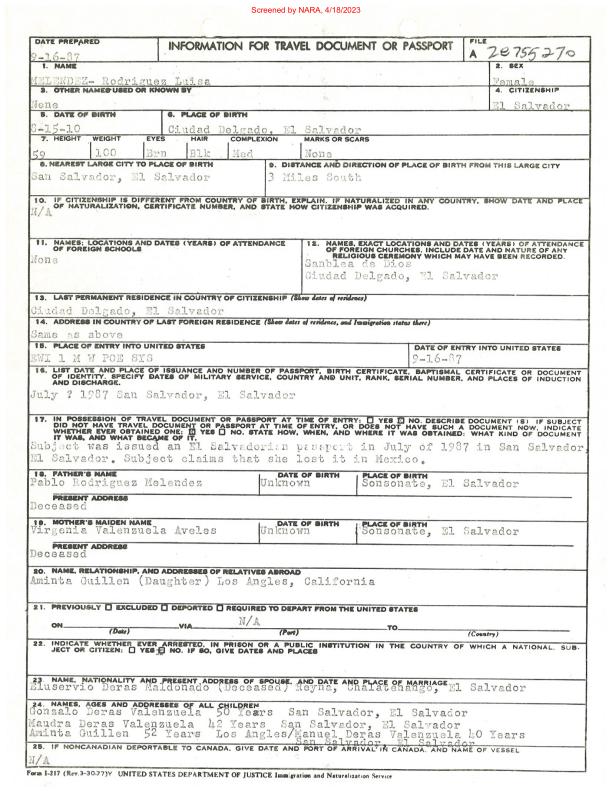 Screened by NARA, 4/18/2023
DATE PREPARED
9-16-87
INFORMATION FOR TRAVEL DOCUMENT OR PASSPORT
FILE
A 28755270
1. NAME
MELENDEZ- Rodriguez Luisa
2. SEX
Female
3. OTHER NAMES USED OR KNOWN BY
None
4. CITIZENSHIP
El Salvador
5. DATE OF BIRTH
-15-10
6. PLACE OF BIRTH
Ciudad Delgado, El Salvador
7. HEIGHT WEIGHT EYES HAIR COMPLEXION MARKS OR SCARS
59 100 Brn Blk Med None
8. NEAREST LARGE CITY TO PLACE OF BIRTH
San Salvador, El Salvador
9. DISTANCE AND DIRECTION OF PLACE OF BIRTH FROM THIS LARGE CITY
3 Miles South
10. IF CITIZENSHIP IS DIFFERENT FROM COUNTRY OF BIRTH, EXPLAIN. IF NATURALIZED IN ANY COUNTRY, SHOW DATE AND PLACE
OF NATURALIZATION, CERTIFICATE NUMBER, AND STATE HOW CITIZENSHIP WAS ACQUIRED.
N/A
11. NAMES; LOCATIONS AND DATES (YEARS) OF ATTENDANCE
OF FOREIGN SCHOOLS
None
12. NAMES, EXACT LOCATIONS AND DATES (YEARS) OF ATTENDANCE
OF FOREIGN CHURCHES, INCLUDE DATE AND NATURE OF ANY
RELIGIOUS CEREMONY WHICH MAY HAVE BEEN RECORDED.
Sanblea de Dios
Ciudad Delgado, El Salvador
13. LAST PERMANENT RESIDENCE IN COUNTRY OF CITIZENSHIP (Show dates of residence)
Ciudad Delgado, El Salvador
14. ADDRESS IN COUNTRY OF LAST FOREIGN RESIDENCE (Show dates of residence, and Immigration status there)
Same as above
15. PLACE OF ENTRY INTO UNITED STATES
EWI 1 M W POE SYS
DATE OF ENTRY INTO UNITED STATES
9-16-87
16. LIST DATE AND PLACE OF ISSUANCE AND NUMBER OF PASSPORT, BIRTH CERTIFICATE, BAPTISMAL CERTIFICATE OR DOCUMENT
OF IDENTITY, SPECIFY DATES OF MILITARY SERVICE, COUNTRY AND UNIT, RANK, SERIAL NUMBER, AND PLACES OF INDUCTION
AND DISCHARGE.
July ? 1987 San Salvador, El Salvador
17. IN POSSESSION OF TRAVEL DOCUMENT OR PASSPORT AT TIME OF ENTRY: YES NO. DESCRIBE DOCUMENT(S) IF SUBJECT
DID NOT HAVE TRAVEL DOCUMENT OR PASSPORT AT TIME OF ENTRY, OR DOES NOT HAVE SUCH A DOCUMENT NOW, INDICATE
WHETHER EVER OBTAINED ONE: YES NO. STATE HOW, WHEN, AND WHERE IT WAS OBTAINED: WHAT KIND OF DOCUMENT
IT WAS, AND WHAT BECAME OF IT.
Subject was issued an El Salvadorian passport in July of 1987 in San Salvador,
El Salvador. Subject claims that she lost it in Mexico.
18. FATHER'S NAME
Pablo Rodriguez Melendez
DATE OF BIRTH
Unknown
PLACE OF BIRTH
Sonsonate, El Salvador
PRESENT ADDRESS
Deceased
19. MOTHER'S MAIDEN NAME
Virgenia Valenzuela Aveles
DATE OF BIRTH
Unknown
PLACE OF BIRTH
Sonsonate, El Salvador
PRESENT ADDRESS
Deceased
20. NAME, RELATIONSHIP, AND ADDRESSES OF RELATIVES ABROAD
Aminta Guillen (Daughter) Los Angles, California
21. PREVIOUSLY EXCLUDED DEPORTED REQUIRED TO DEPART FROM THE UNITED STATES
ON VIA N/A TO
(Date) (Port) (Country)
22. INDICATE WHETHER EVER ARRESTED, IN PRISON OR A PUBLIC INSTITUTION IN THE COUNTRY OF WHICH A NATIONAL, SUB-
JECT OR CITIZEN: YES NO. IF SO, GIVE DATES AND PLACES
23. NAME, NATIONALITY AND PRESENT ADDRESS OF SPOUSE, AND DATE AND PLACE OF MARRIAGE
Eluservio Deras Maldonado (Deceased) Reyna, Chalatenango, El Salvador
24. NAMES, AGES AND ADDRESSES OF ALL CHILDREN
Gonzalo Deras Valenzuela 50 Years San Salvador, El Salvador
Maudra Deras Valenzuela 42 Years San Salvador, El Salvador
Aminta Guillen 52 Years Los Angles/Manuel Deras Valenzuela 40 Years
San Salvador, El Salvador
25. IF NONCANADIAN DEPORTABLE TO CANADA, GIVE DATE AND PORT OF ARRIVAL IN CANADA, AND NAME OF VESSEL
N/A
Form I-217 (Rev.3-30-77)Y UNITED STATES DEPARTMENT OF JUSTICE Immigration and Naturalization Service